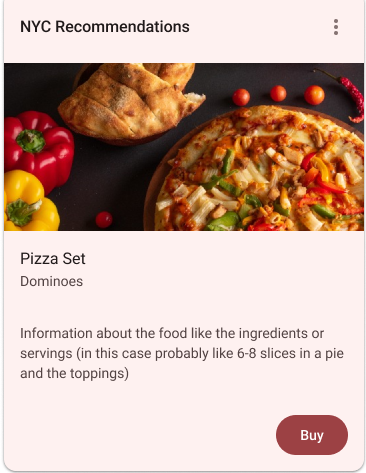 NYC Recommendations
Pizza Set
Dominoes
Information about the food like the ingredients or
servings (in this case probably like 6-8 slices in a pie
and the toppings)
Buy